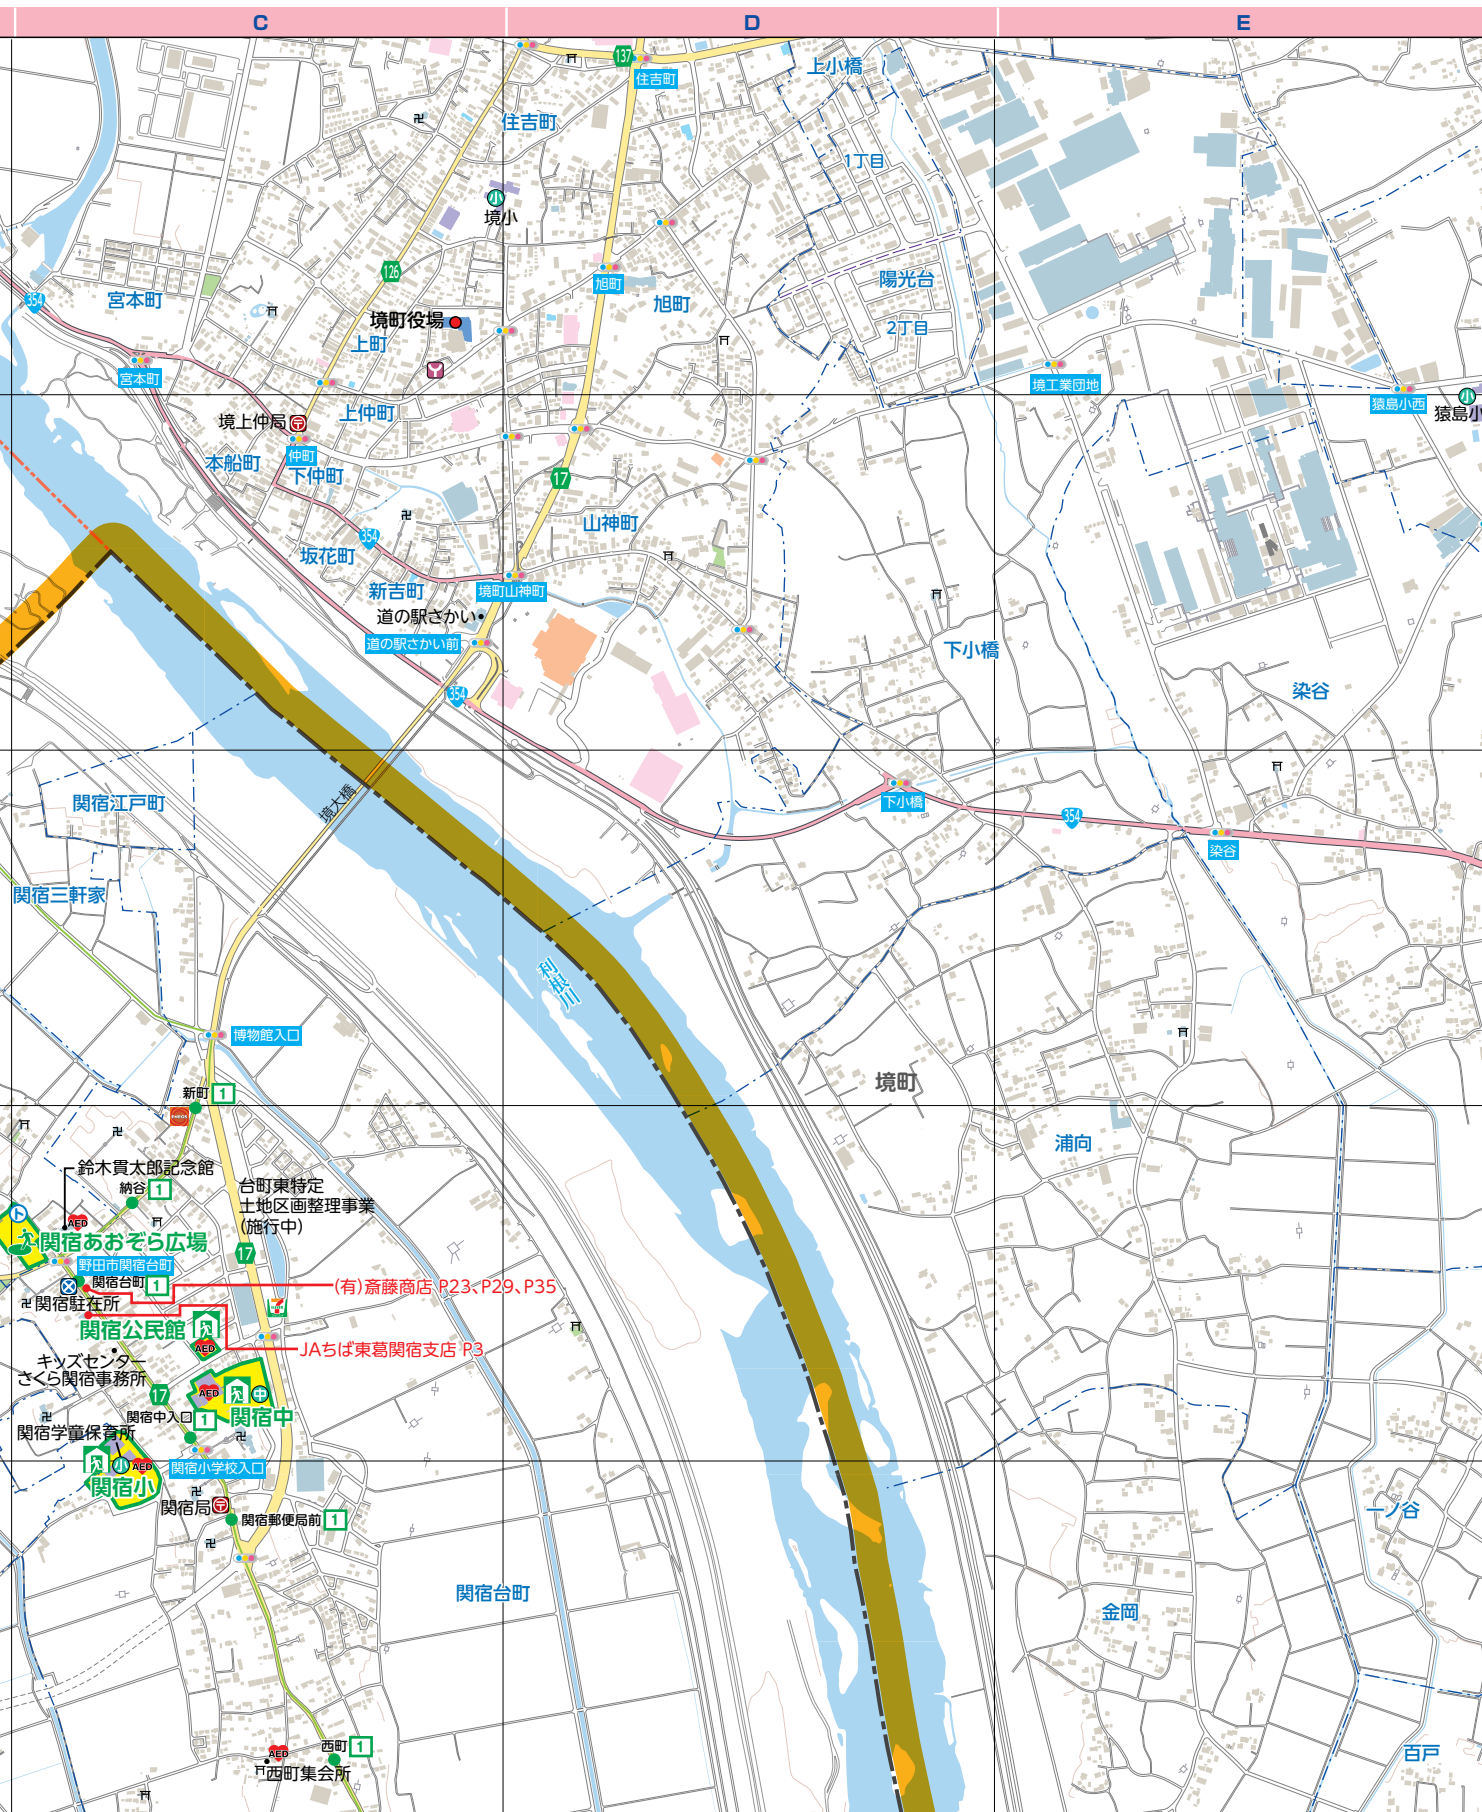 C
D
E
137
住吉町
上小橋
住吉町
1丁目
小
境小
126
旭町
旭町
陽光台
2丁目
354
宮本町
境町役場
上町
宮本町
境工業団地
猿島小西
小
猿島小
境上仲局
上仲町
仲町
本船町
下仲町
17
山神町
354
坂花町
新吉町
境町山神町
道の駅さかい
道の駅さかい前
下小橋
354
染谷
境大橋
関宿江戸町
下小橋
354
染谷
関宿三軒家
利根川
博物館入口
境町
新町 1
ENEOS
浦向
鈴木貫太郎記念館
納谷 1
台町東特定
土地区画整理事業
(施行中)
ト
AED
関宿あおぞら広場
17
野田市関宿台町
関宿台町 1
(有)斎藤商店 P23、P29、P35
関宿駐在所
関宿公民館
AED
JAちば東葛関宿支店 P3
キッズセンター
さくら関宿事務所
17
AED
中
関宿中入口 1
関宿中
関宿学童保育所
小
AED
関宿小学校入口
関宿小
関宿局
関宿郵便局前 1
一ノ谷
関宿台町
金岡
西町 1
AED
西町集会所
百戸